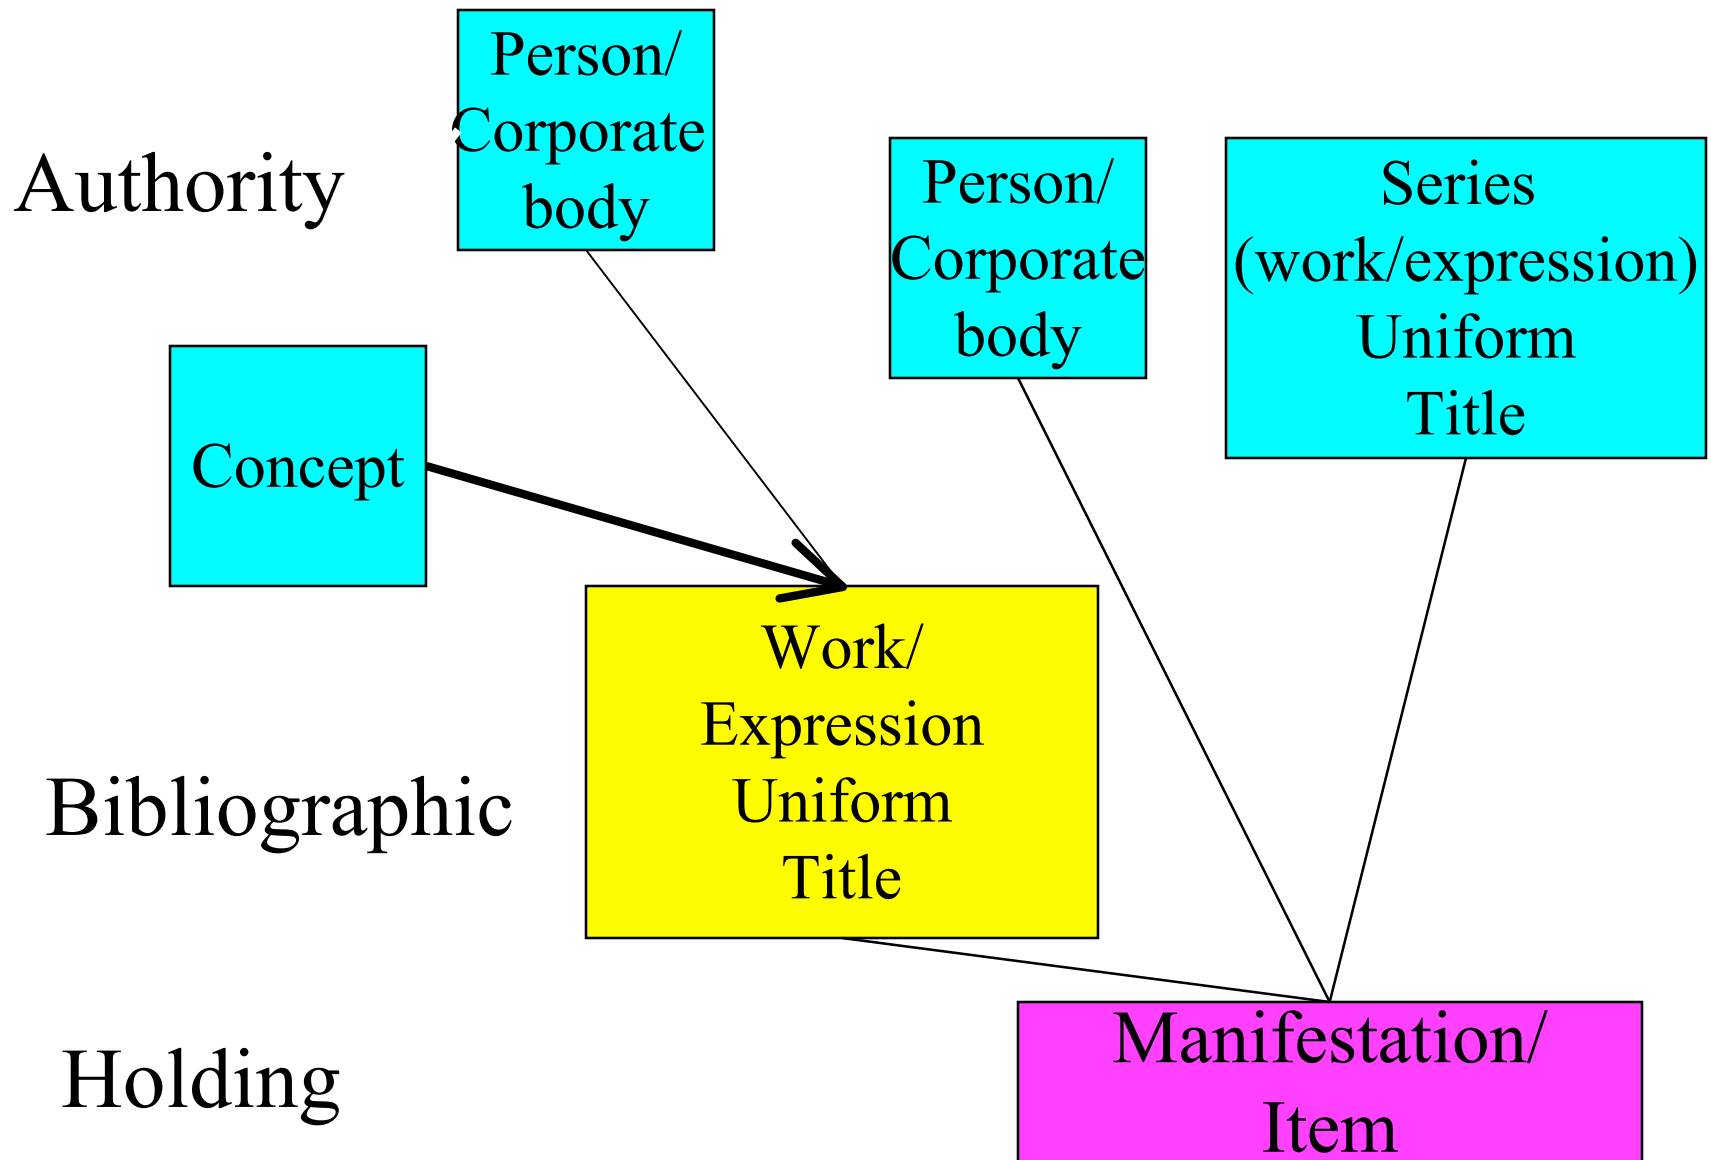 Authority
Person/
Corporate
body
Person/
Corporate
body
Series
(work/expression)
Uniform
Title
Concept
Bibliographic
Work/
Expression
Uniform
Title
Holding
Manifestation/
Item